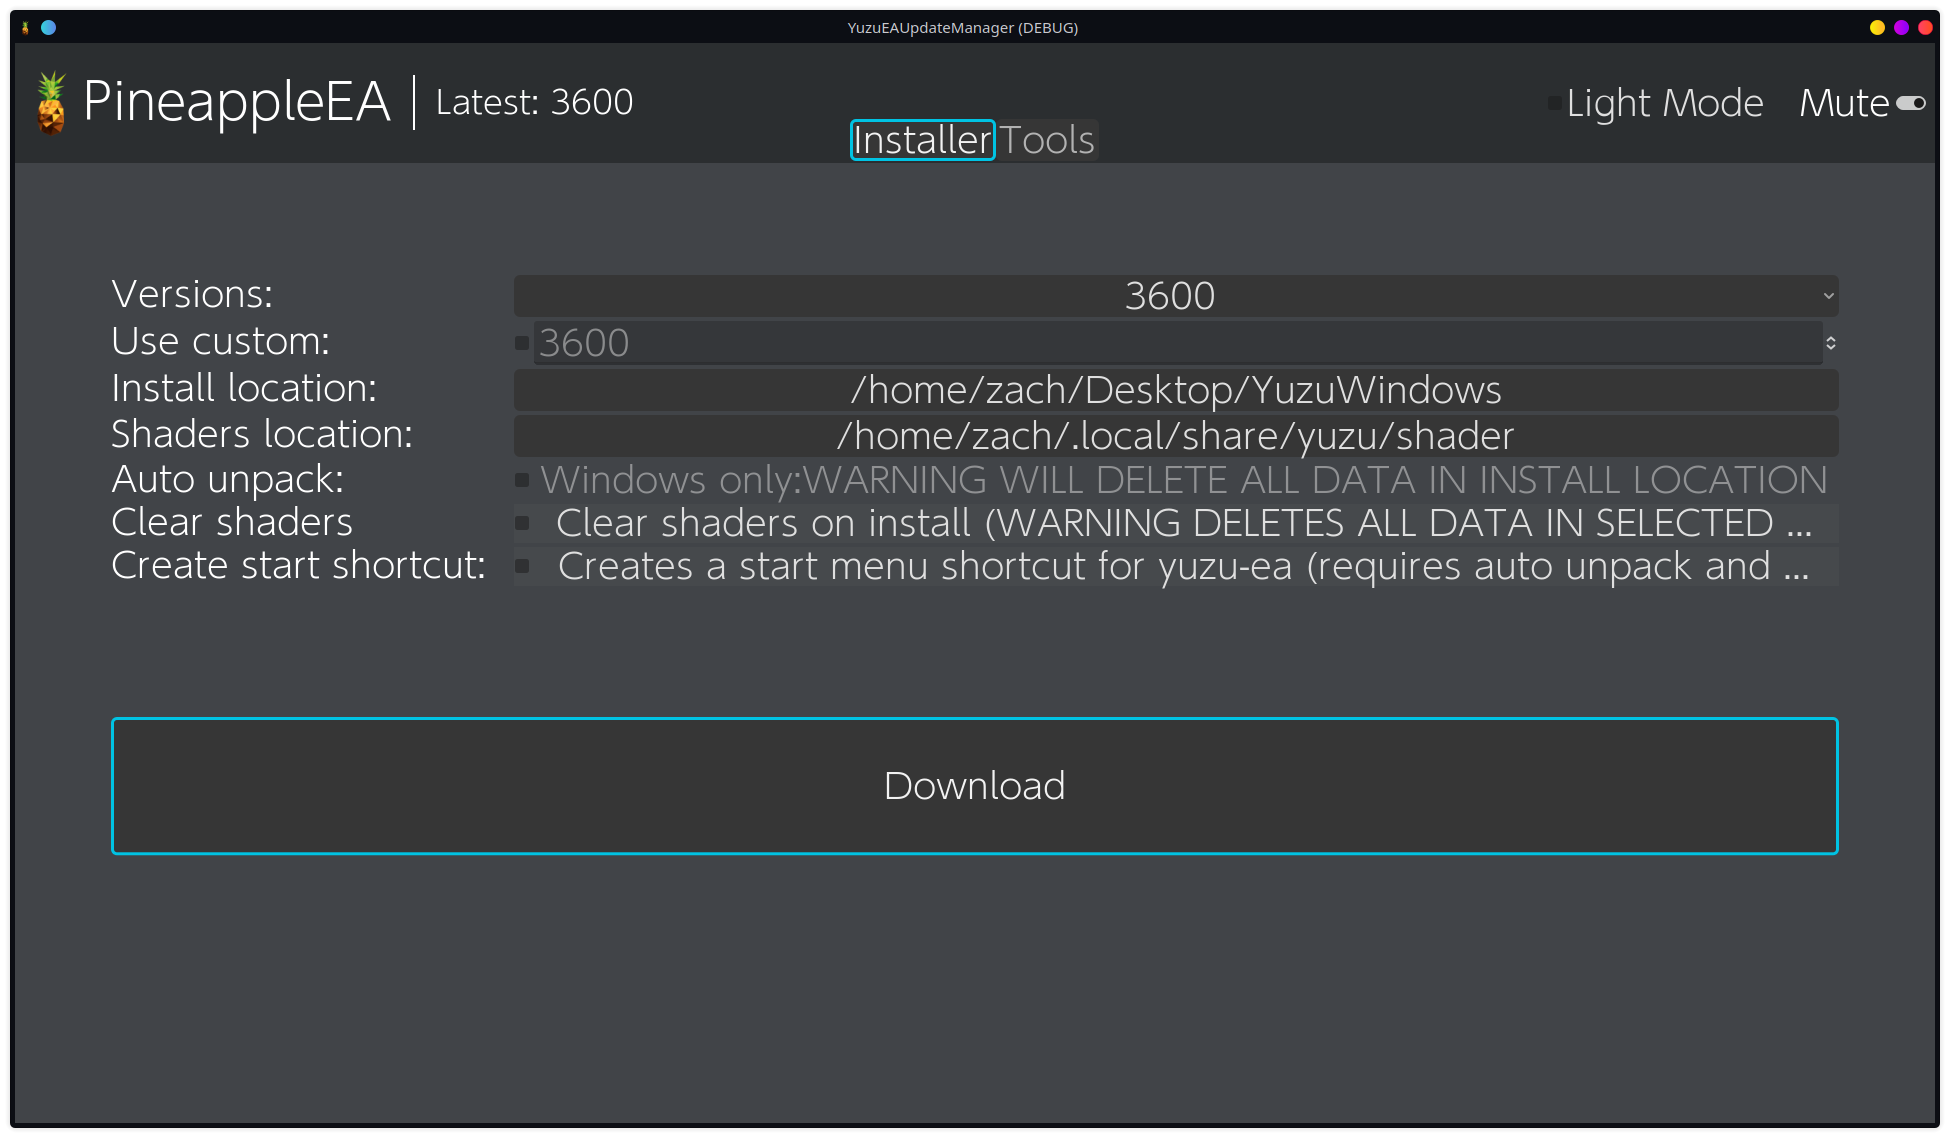 YuzuEAUpdateManager (DEBUG)
PineappleEA
Latest: 3600
Light Mode
Mute
Installer
Tools
Versions:
3600
Use custom:
3600
Install location:
/home/zach/Desktop/YuzuWindows
Shaders location:
/home/zach/.local/share/yuzu/shader
Auto unpack:
Windows only:WARNING WILL DELETE ALL DATA IN INSTALL LOCATION
Clear shaders
Clear shaders on install (WARNING DELETES ALL DATA IN SELECTED ...
Create start shortcut:
Creates a start menu shortcut for yuzu-ea (requires auto unpack and ...
Download